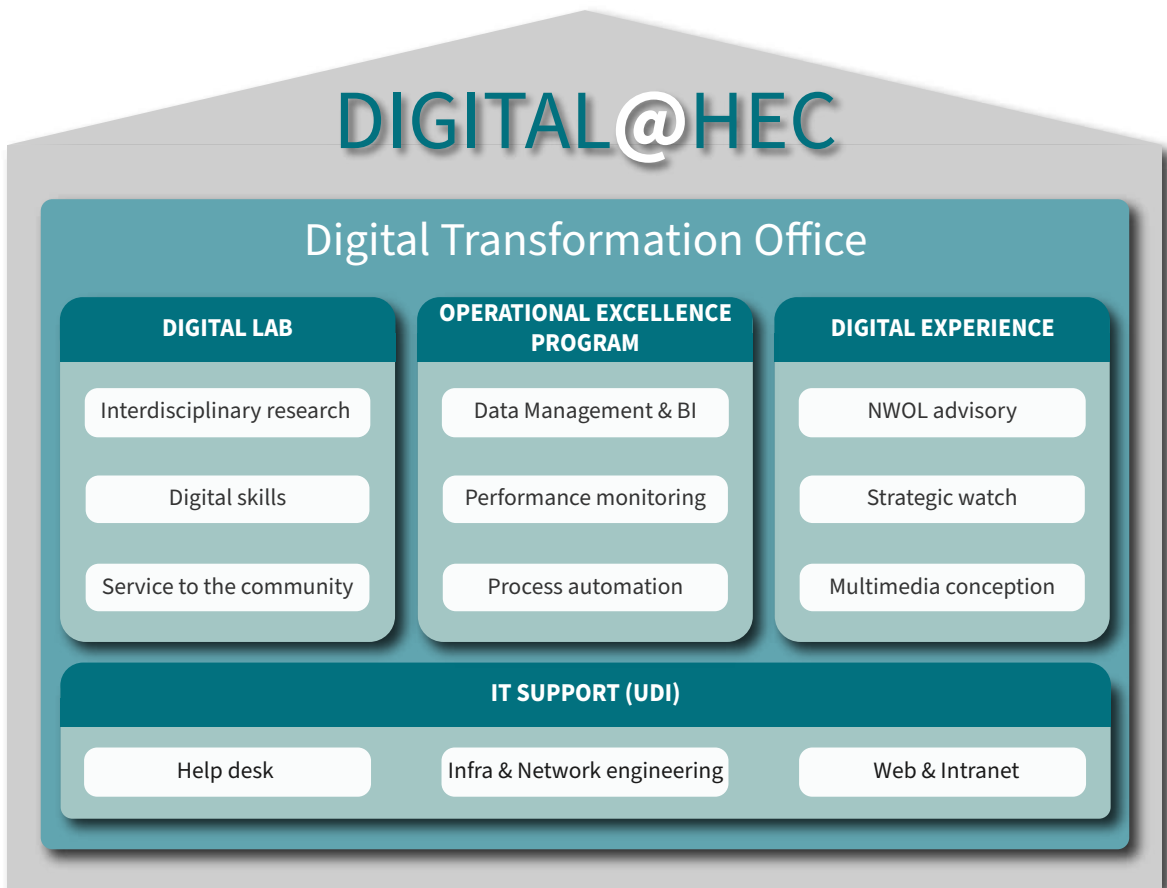 DIGITAL@HEC
Digital Transformation Office
DIGITAL LAB
Interdisciplinary research
Digital skills
Service to the community
OPERATIONAL EXCELLENCE
PROGRAM
Data Management & BI
Performance monitoring
Process automation
DIGITAL EXPERIENCE
NWOL advisory
Strategic watch
Multimedia conception
IT SUPPORT (UDI)
Help desk
Infra & Network engineering
Web & Intranet